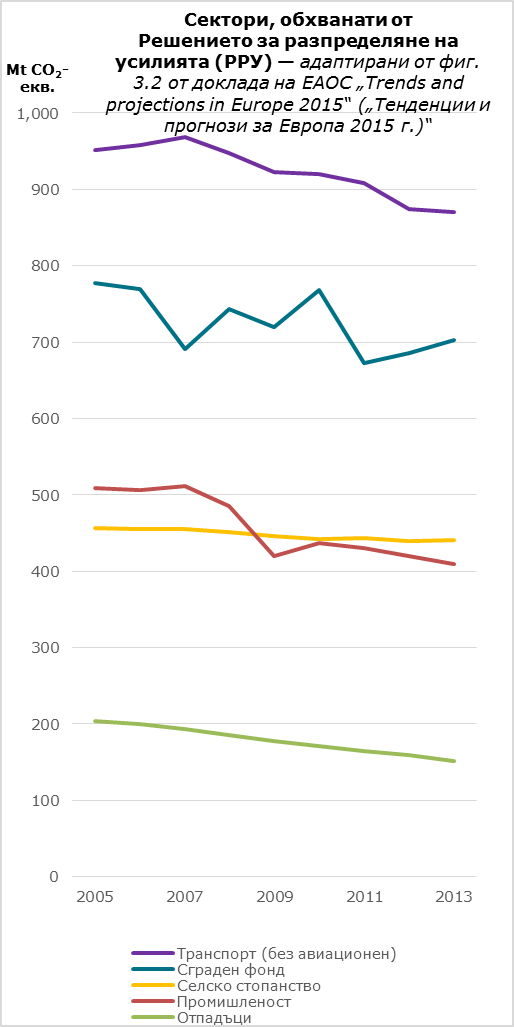 Сектори, обхванати от
Решението за разпределяне на
усилията (РРУ) — адаптирани от фиг.
3.2 от доклада на ЕАОС „Trends and
projections in Europe 2015“ („Тенденции и
прогнози за Европа 2015 г.)“
Mt CO₂-
екв.
1,000
900
800
700
600
500
400
300
200
100
0
2005 2007 2009 2011 2013
Транспорт (без авиационен)
Сграден фонд
Селско стопанство
Промишленост
Отпадъци